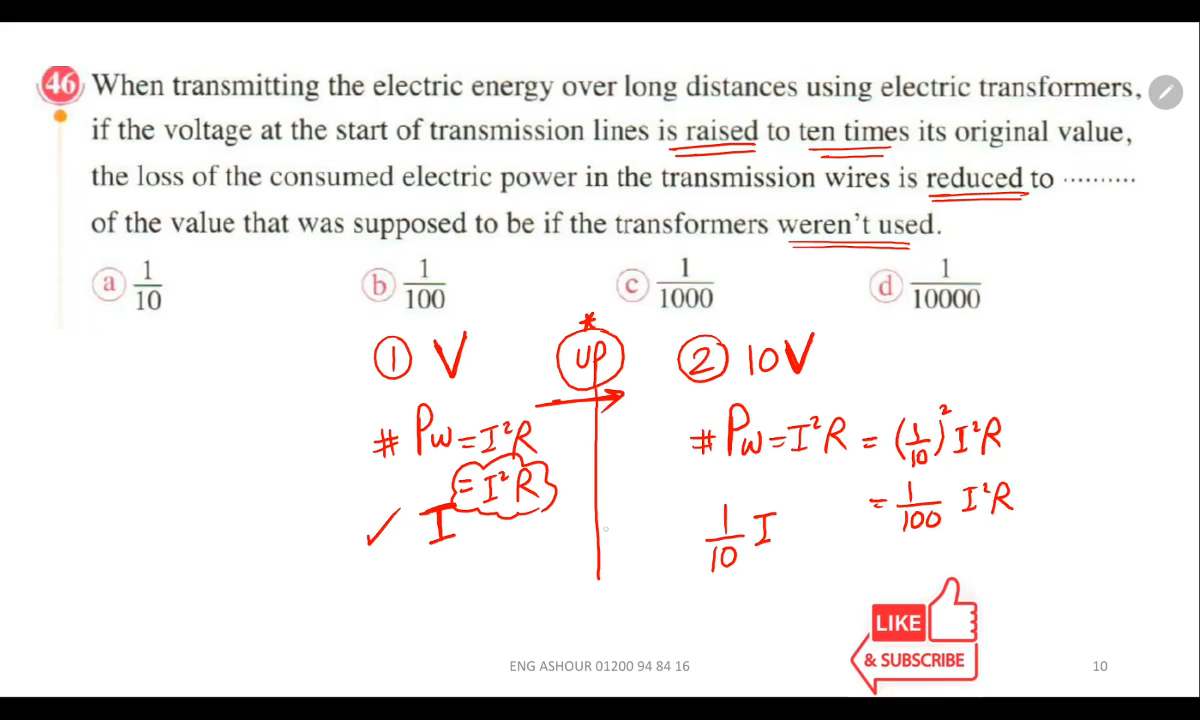 46 When transmitting the electric energy over long distances using electric transformers,
if the voltage at the start of transmission lines is raised to ten times its original value,
the loss of the consumed electric power in the transmission wires is reduced to ··········
of the value that was supposed to be if the transformers weren't used.
a 1/10 b 1/100 c 1/1000 d 1/10000
① V * UP ② 10V
# Pw = I²R # Pw = I²R = (1/10)² I²R
= I²R = 1/100 I²R
✓ I 1/10 I
LIKE
& SUBSCRIBE
ENG ASHOUR 01200 94 84 16 10